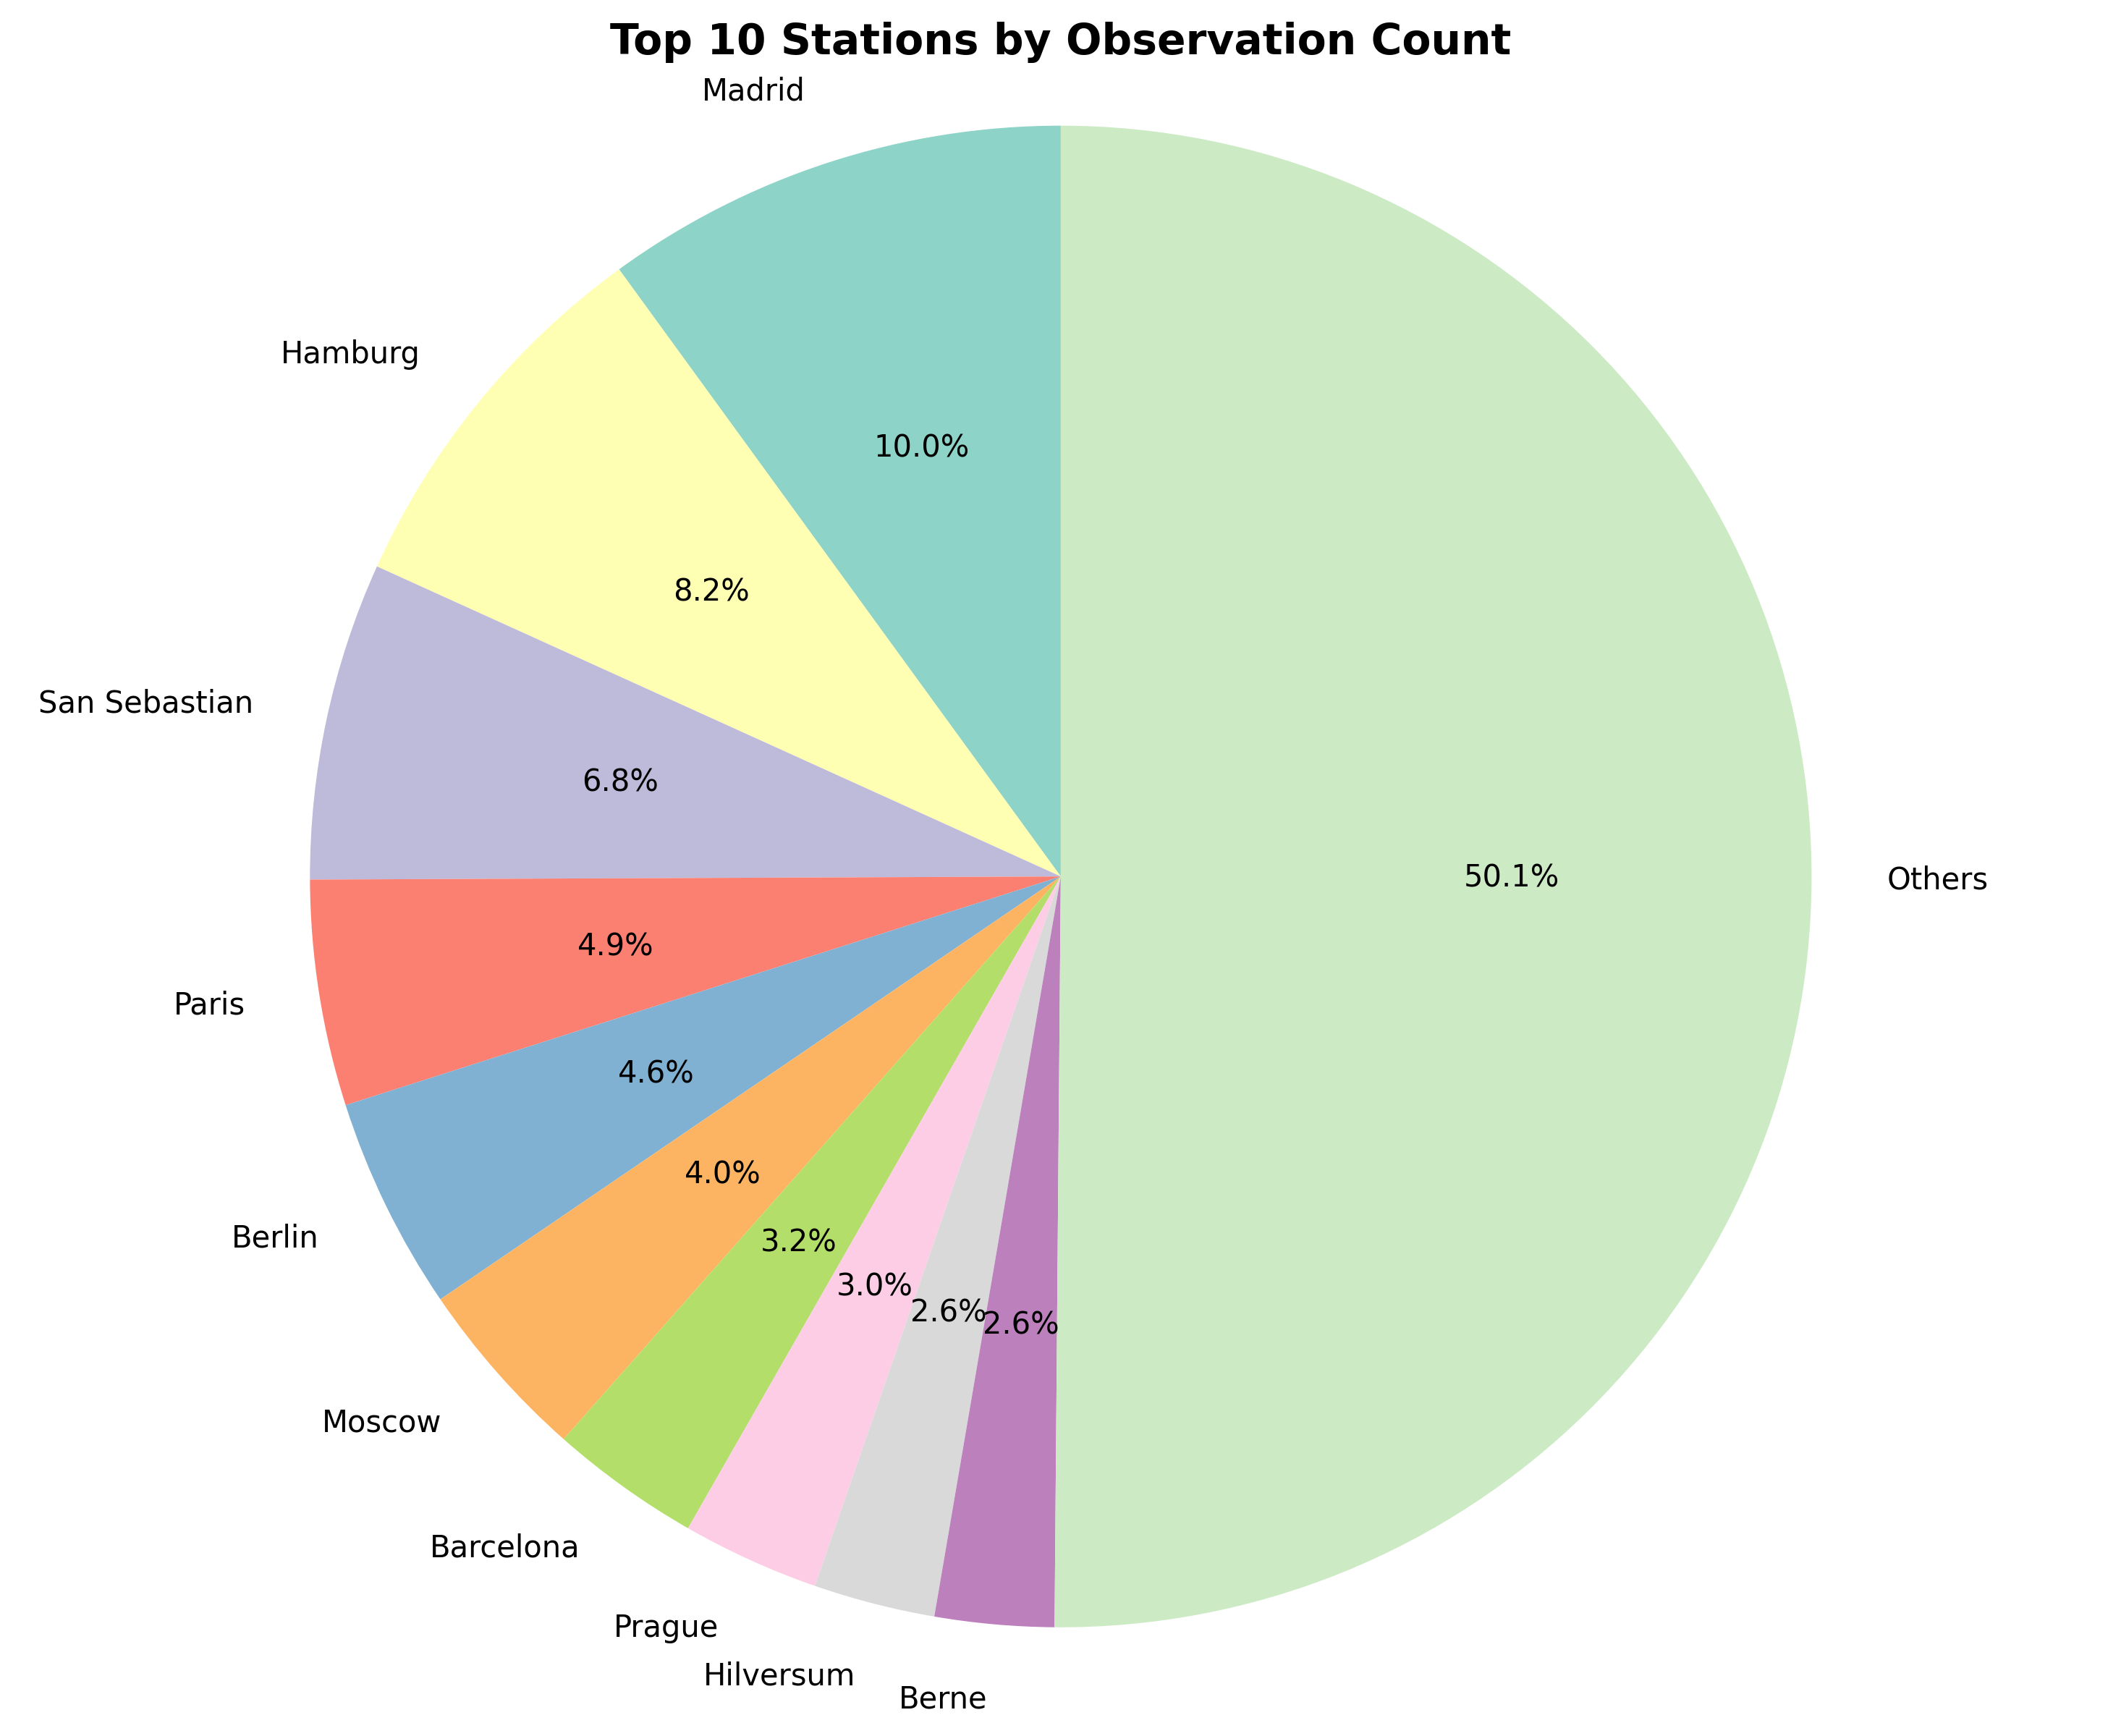 Top 10 Stations by Observation Count
Madrid
10.0%
Hamburg
8.2%
San Sebastian
6.8%
Paris
4.9%
Berlin
4.6%
Moscow
4.0%
Barcelona
3.2%
Prague
3.0%
Hilversum
2.6%
Berne
2.6%
Others
50.1%